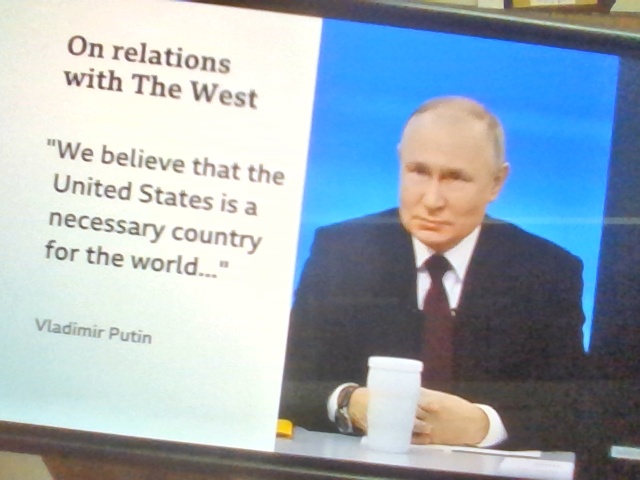 On relations
with The West
"We believe that the
United States is a
necessary country
for the world..."
Vladimir Putin